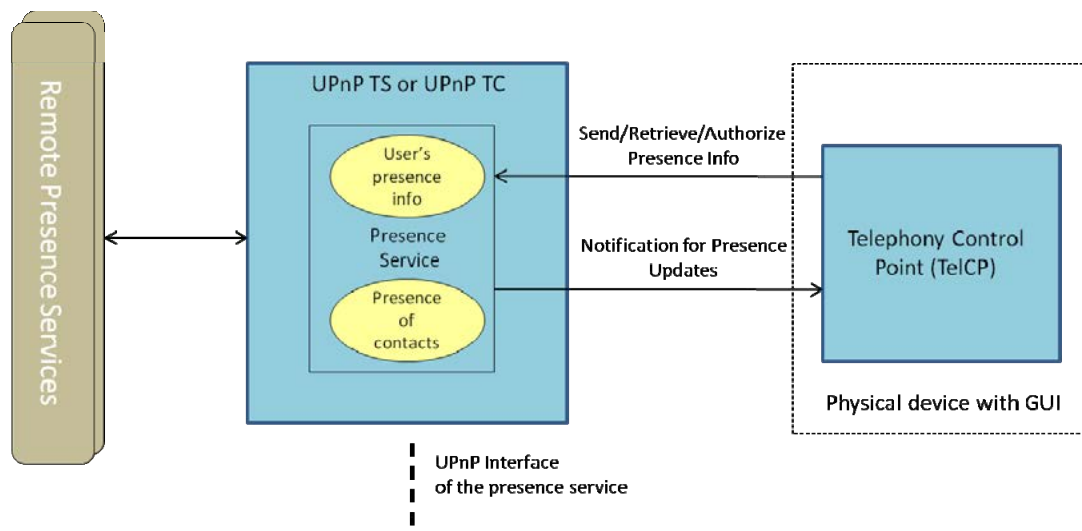 Remote Presence Services
UPnP TS or UPnP TC
User's
presence
info
Presence
Service
Presence
of
contacts
Send/Retrieve/Authorize
Presence Info
Notification for Presence
Updates
Telephony Control
Point (TelCP)
Physical device with GUI
UPnP Interface
of the presence service